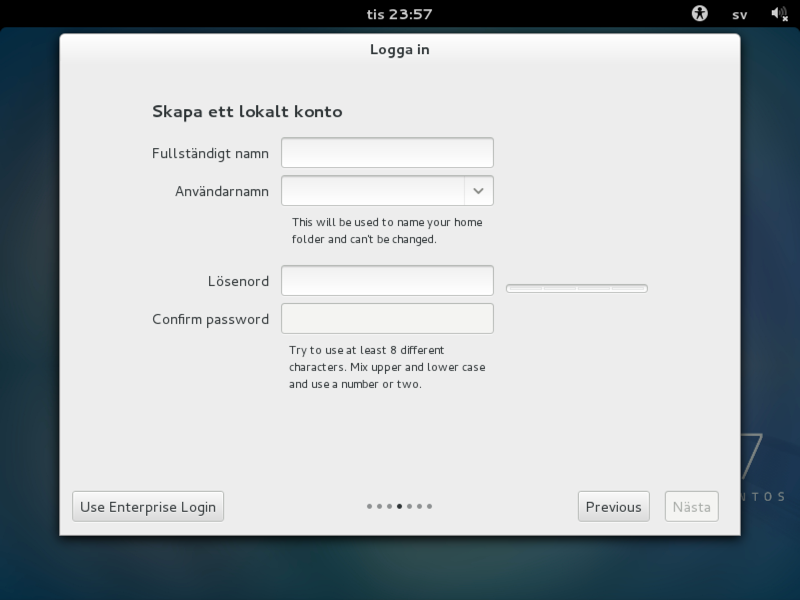 tis 23:57
sv
Logga in
Skapa ett lokalt konto
Fullständigt namn
Användarnamn
This will be used to name your home
folder and can't be changed.
Lösenord
Confirm password
Try to use at least 8 different
characters. Mix upper and lower case
and use a number or two.
7
NTOS
Use Enterprise Login
Previous
Nästa